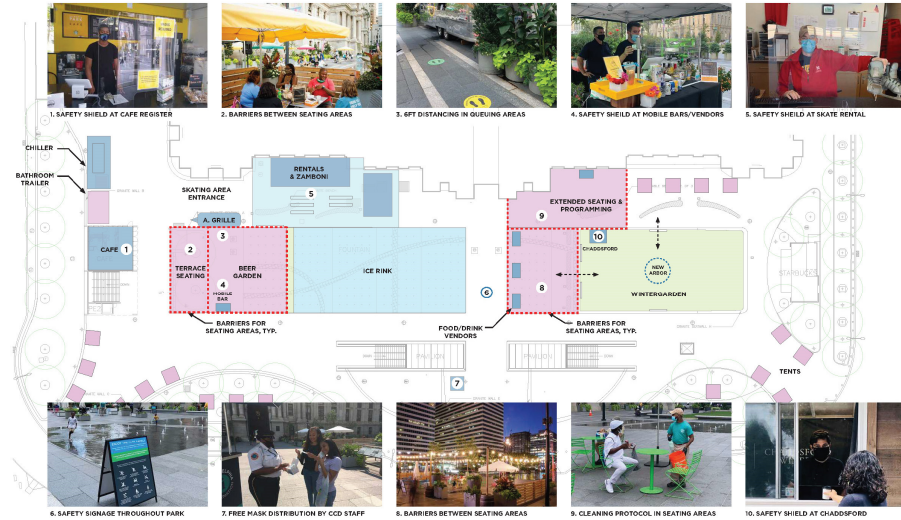 1. SAFETY SHIELD AT CAFE REGISTER
2. BARRIERS BETWEEN SEATING AREAS
3. 6FT DISTANCING IN QUEUING AREAS
4. SAFETY SHIELD AT MOBILE BARS/VENDORS
5. SAFETY SHIELD AT SKATE RENTAL
CHILLER
BATHROOM
TRAILER
SKATING AREA
ENTRANCE
RENTALS
& ZAMBONI
5
A. GRILLE
CAFE 1
2
TERRACE
SEATING
3
BEER
GARDEN
4
MOBILE
BAR
ICE RINK
6
9
EXTENDED SEATING &
PROGRAMMING
10
CHADDSFORD
8
NEW
ARBOR
WINTERGARDEN
STARBUCKS
BARRIERS FOR
SEATING AREAS, TYP.
FOOD/DRINK
VENDORS
BARRIERS FOR
SEATING AREAS, TYP.
PAVILION
PAVILION
7
TENTS
6. SAFETY SIGNAGE THROUGHOUT PARK
7. FREE MASK DISTRIBUTION BY CCD STAFF
8. BARRIERS BETWEEN SEATING AREAS
9. CLEANING PROTOCOL IN SEATING AREAS
10. SAFETY SHIELD AT CHADDSFORD